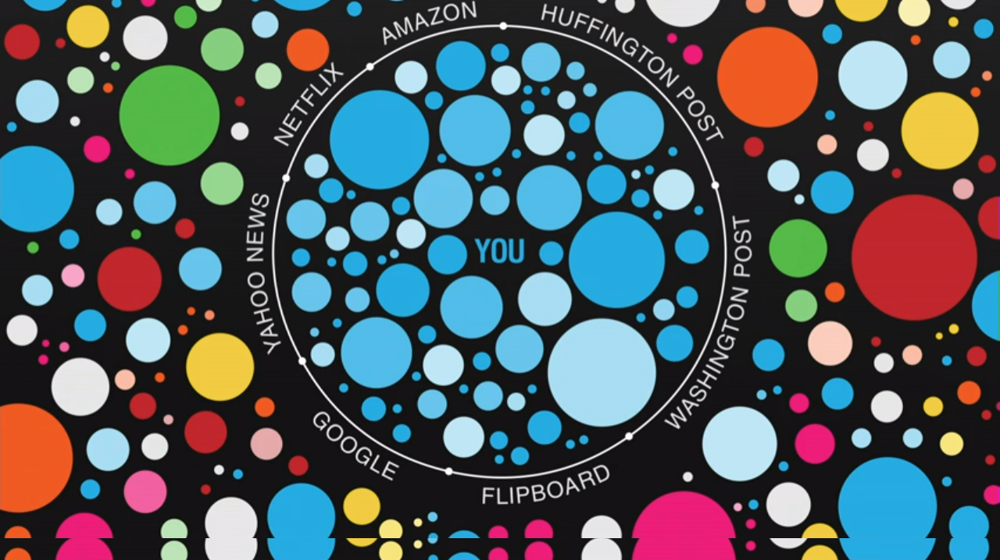 AMAZON
HUFFINGTON POST
NETFLIX
YAHOO NEWS
YOU
WASHINGTON POST
GOOGLE
FLIPBOARD